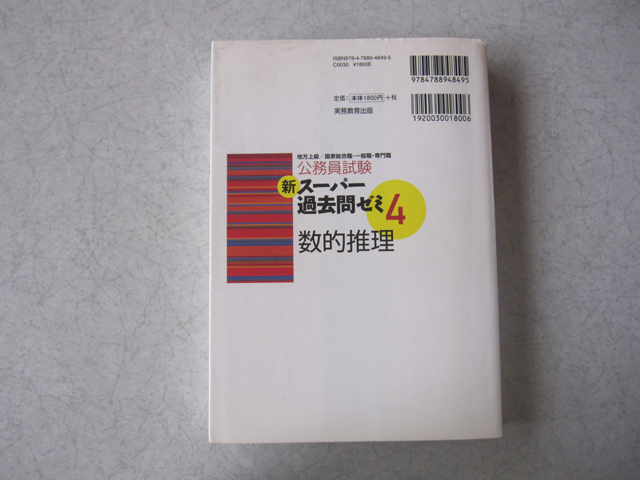 ISBN978-4-7889-4849-5
C0030 ¥1800E
9784788948495
定価：本体1800円＋税
実務教育出版
1920030018006
地方上級／国家総合職・一般職・専門職
公務員試験
新スーパー
過去問ゼミ4
数的推理